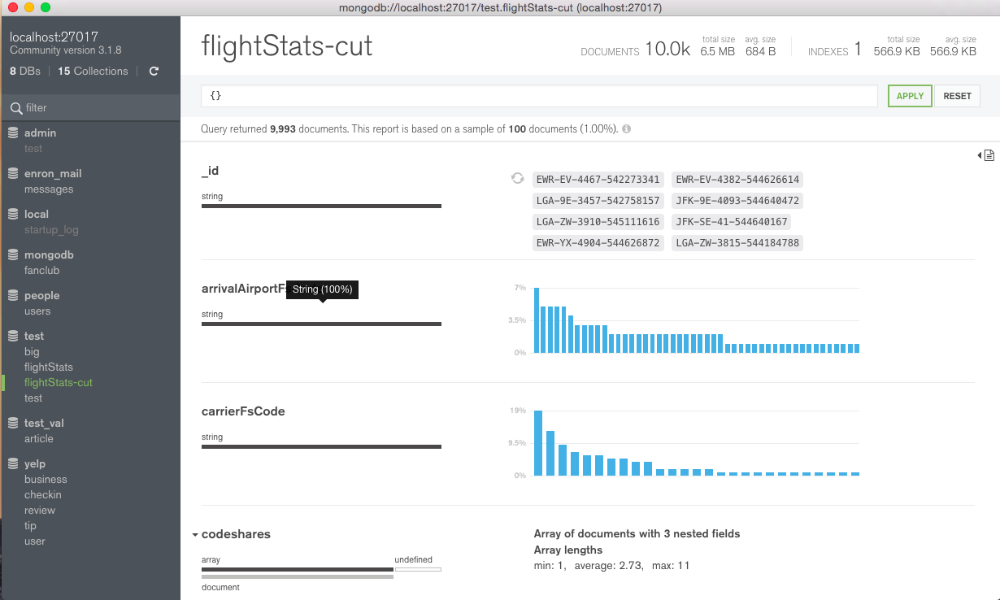 mongodb://localhost:27017/test.flightStats-cut (localhost:27017)
localhost:27017
Community version 3.1.8
8 DBs | 15 Collections
filter
admin
test
enron_mail
messages
local
startup_log
mongodb
fanclub
people
users
test
big
flightStats
flightStats-cut
test
test_val
article
yelp
business
checkin
review
tip
user
flightStats-cut
DOCUMENTS 10.0k
total size avg. size
6.5 MB 684 B
INDEXES 1
total size avg. size
566.9 KB 566.9 KB
{}
APPLY RESET
Query returned 9,993 documents. This report is based on a sample of 100 documents (1.00%).
_id
string
EWR-EV-4467-542273341 EWR-EV-4382-544626614
LGA-9E-3457-542758157 JFK-9E-4093-544640472
LGA-ZW-3910-545111616 JFK-SE-41-544640167
EWR-YX-4904-544626872 LGA-ZW-3815-544184788
arrivalAirportFs
String (100%)
string
7%
3.5%
0%
carrierFsCode
string
19%
9.5%
0%
codeshares
array undefined
document
Array of documents with 3 nested fields
Array lengths
min: 1, average: 2.73, max: 11